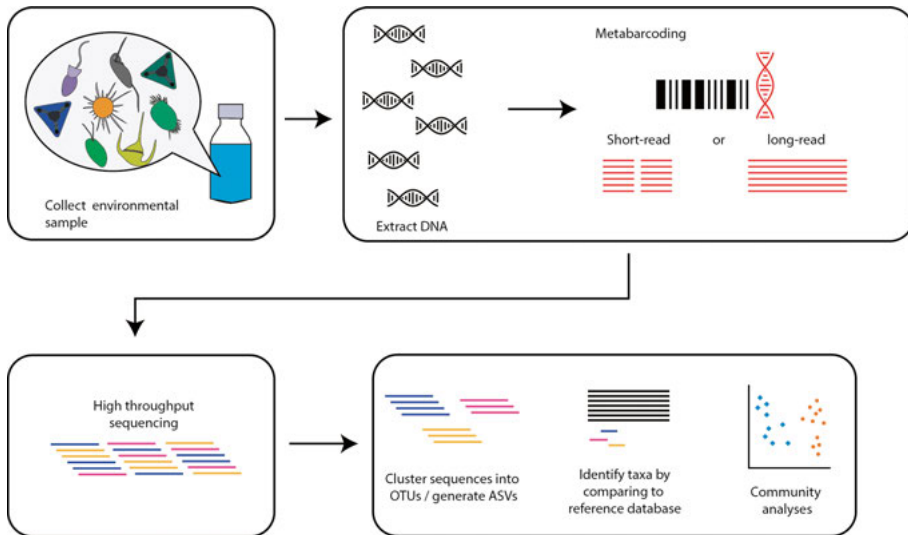 Collect environmental
sample
Extract DNA
Metabarcoding
Short-read or long-read
High throughput
sequencing
Cluster sequences into
OTUs / generate ASVs
Identify taxa by
comparing to
reference database
Community
analyses